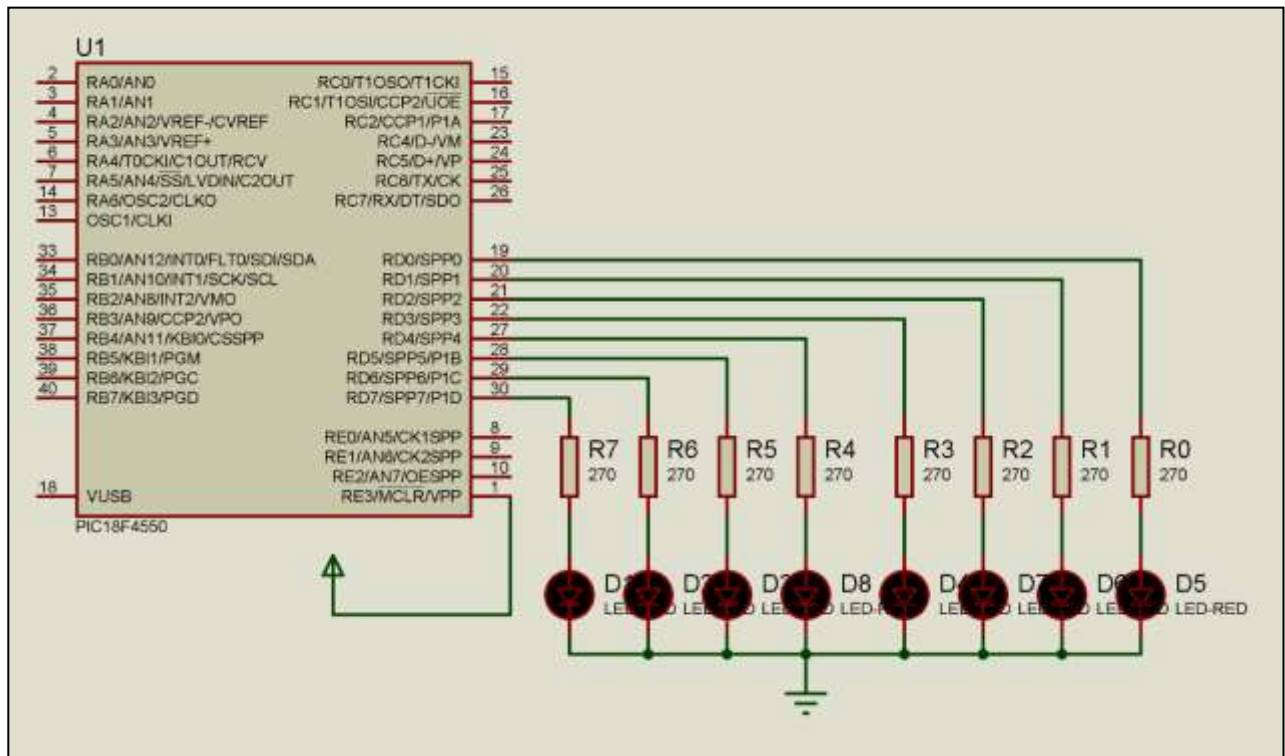 U1
2 RA0/AN0
3 RA1/AN1
4 RA2/AN2/VREF-/CVREF
5 RA3/AN3/VREF+
6 RA4/T0CKI/C1OUT/RCV
7 RA5/AN4/SS/LVDIN/C2OUT
14 RA6/OSC2/CLKO
13 OSC1/CLKI
33 RB0/AN12/INT0/FLT0/SDI/SDA
34 RB1/AN10/INT1/SCK/SCL
35 RB2/AN8/INT2/VMO
36 RB3/AN9/CCP2/VPO
37 RB4/AN11/KBI0/CSSPP
38 RB5/KBI1/PGM
39 RB6/KBI2/PGC
40 RB7/KBI3/PGD
18 VUSB
RC0/T1OSO/T1CKI 15
RC1/T1OSI/CCP2/UOE 16
RC2/CCP1/P1A 17
RC4/D-/VM 23
RC5/D+/VP 24
RC6/TX/CK 25
RC7/RX/DT/SDO 26
RD0/SPP0 19
RD1/SPP1 20
RD2/SPP2 21
RD3/SPP3 22
RD4/SPP4 27
RD5/SPP5/P1B 28
RD6/SPP6/P1C 29
RD7/SPP7/P1D 30
RE0/AN5/CK1SPP 8
RE1/AN6/CK2SPP 9
RE2/AN7/OESPP 10
RE3/MCLR/VPP 1
PIC18F4550
R7 R6 R5 R4 R3 R2 R1 R0
270 270 270 270 270 270 270 270
D8 D5
LED-RED